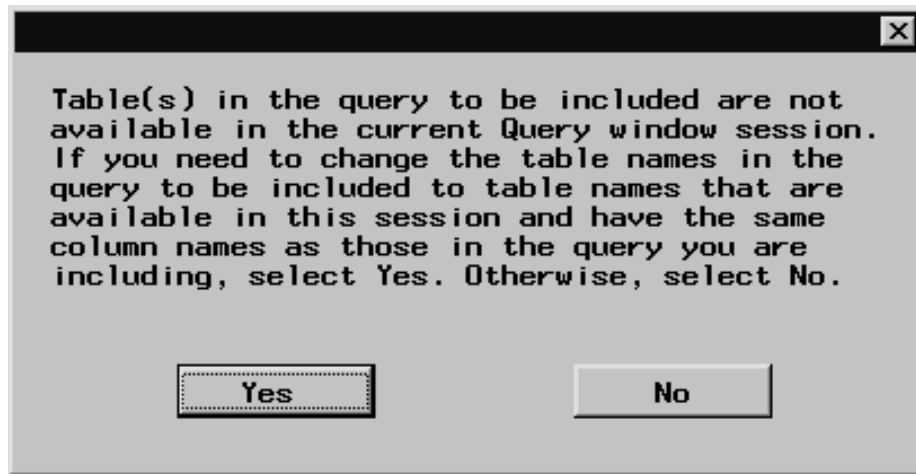 Table(s) in the query to be included are not
available in the current Query window session.
If you need to change the table names in the
query to be included to table names that are
available in this session and have the same
column names as those in the query you are
including, select Yes. Otherwise, select No.
Yes
No